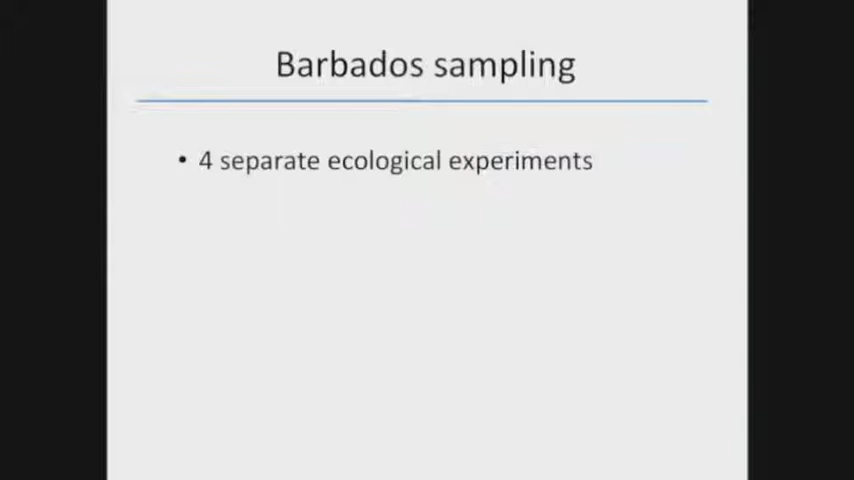 Barbados sampling
• 4 separate ecological experiments